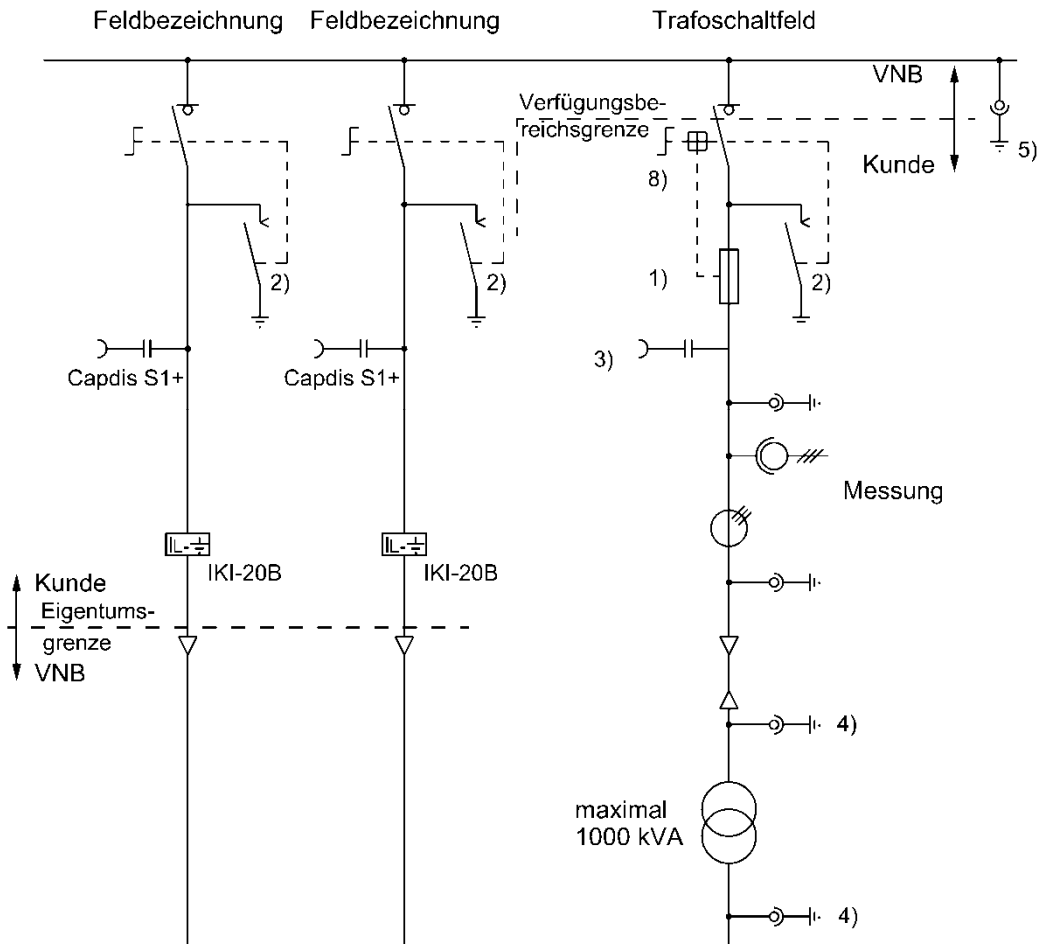 Feldbezeichnung
Feldbezeichnung
Trafoschaltfeld
VNB
Verfügungsbe-
reichsgrenze
Kunde
5)
8)
2)
2)
1)
2)
3)
Capdis S1+
Capdis S1+
Messung
IKI-20B
IKI-20B
Kunde
Eigentums-
grenze
VNB
4)
maximal
1000 kVA
4)